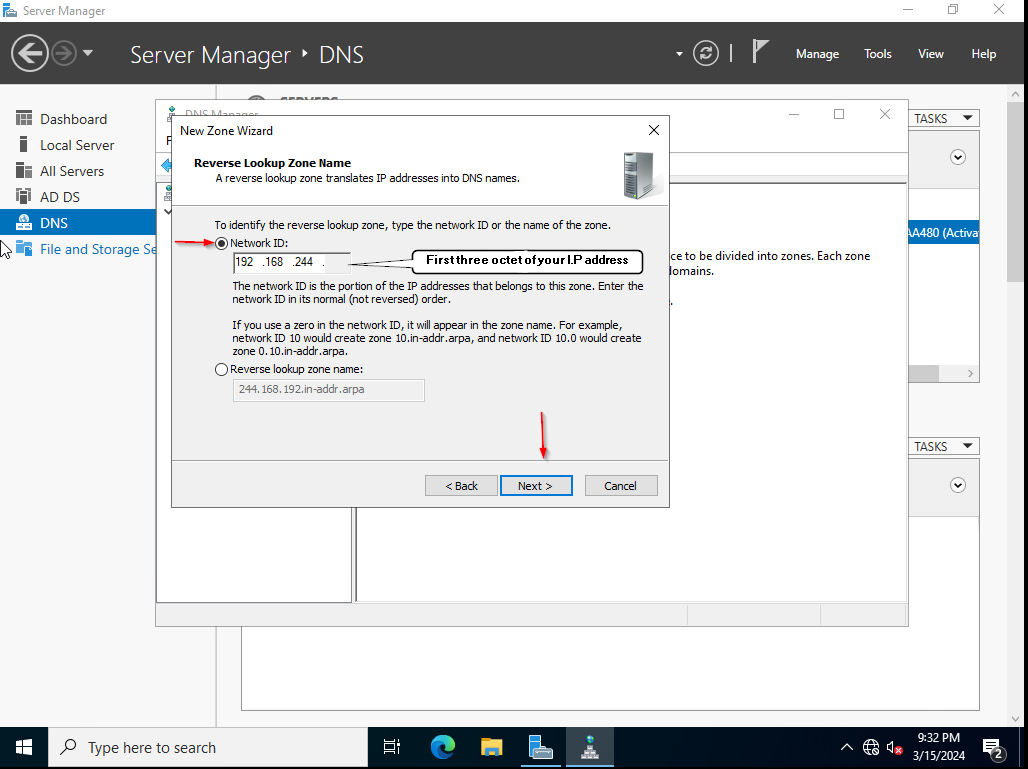 Server Manager
Server Manager ‣ DNS
Manage Tools View Help
Dashboard
Local Server
All Servers
AD DS
DNS
File and Storage Se
DNS Manager
TASKS
AA480 (Activa
New Zone Wizard
Reverse Lookup Zone Name
A reverse lookup zone translates IP addresses into DNS names.
To identify the reverse lookup zone, type the network ID or the name of the zone.
Network ID:
192 .168 .244 .
First three octet of your I.P address
The network ID is the portion of the IP addresses that belongs to this zone. Enter the
network ID in its normal (not reversed) order.
If you use a zero in the network ID, it will appear in the zone name. For example,
network ID 10 would create zone 10.in-addr.arpa, and network ID 10.0 would create
zone 0.10.in-addr.arpa.
Reverse lookup zone name:
244.168.192.in-addr.arpa
< Back Next > Cancel
ce to be divided into zones. Each zone
omains.
TASKS
Type here to search
9:32 PM
3/15/2024
2